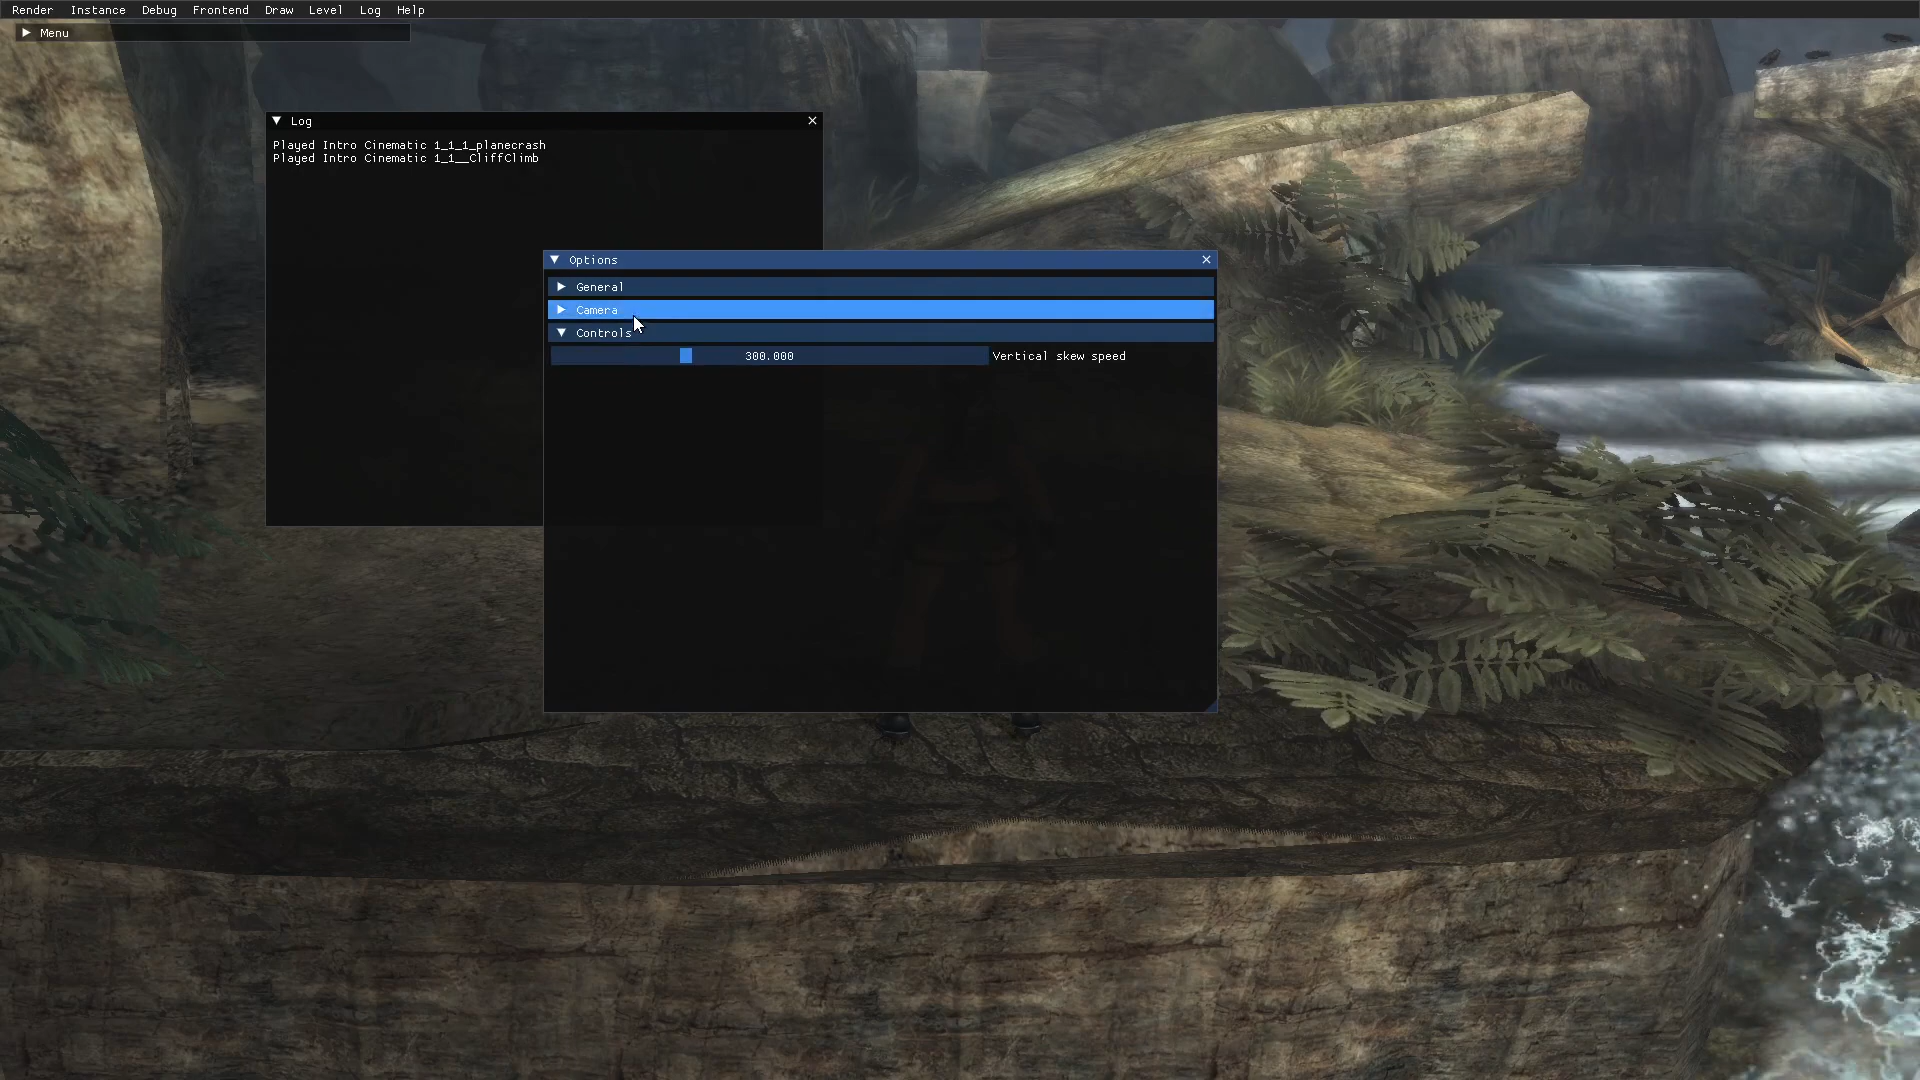 Render Instance Debug Frontend Draw Level Log Help
Menu
Log
Played Intro Cinematic 1_1_1_planecrash
Played Intro Cinematic 1_1__CliffClimb
Options
General
Camera
Controls
300.000 Vertical skew speed